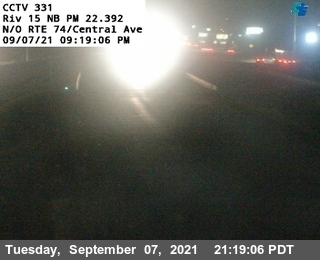 CCTV 331
Riv 15 NB PM 22.392
N/O RTE 74/Central Ave
09/07/21 09:19:06 PM
Tuesday, September 07, 2021 21:19:06 PDT